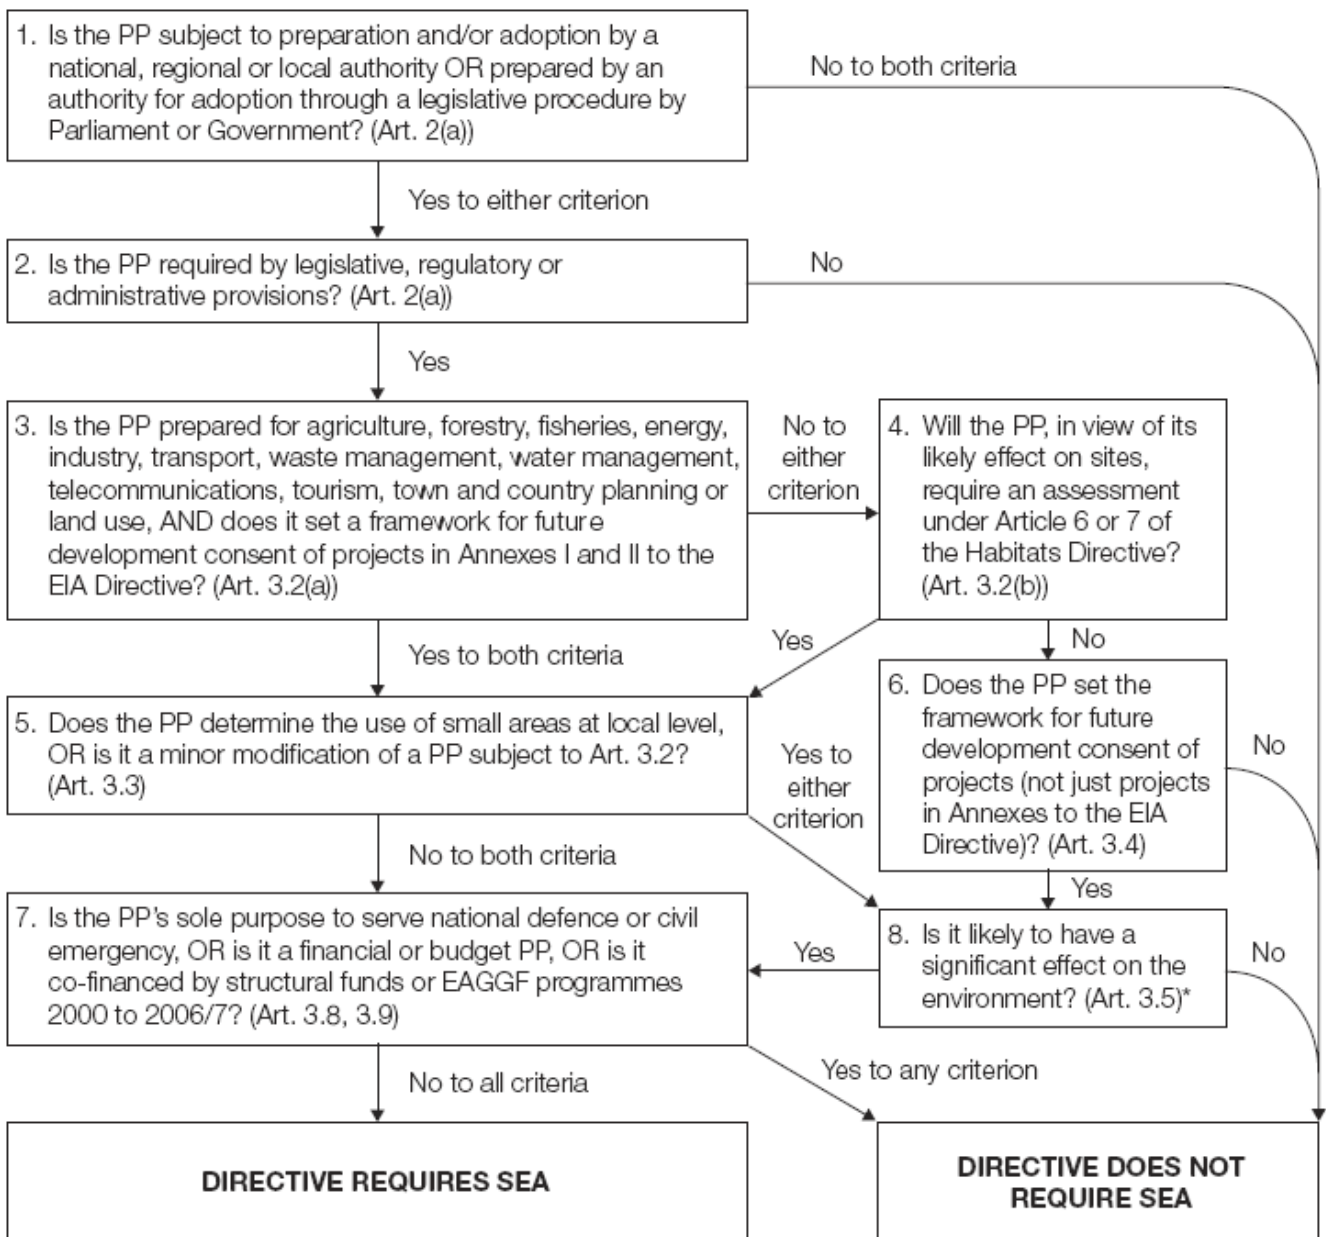 1. Is the PP subject to preparation and/or adoption by a
national, regional or local authority OR prepared by an
authority for adoption through a legislative procedure by
Parliament or Government? (Art. 2(a))
No to both criteria
Yes to either criterion
2. Is the PP required by legislative, regulatory or
administrative provisions? (Art. 2(a))
No
Yes
3. Is the PP prepared for agriculture, forestry, fisheries, energy,
industry, transport, waste management, water management,
telecommunications, tourism, town and country planning or
land use, AND does it set a framework for future
development consent of projects in Annexes I and II to the
EIA Directive? (Art. 3.2(a))
No to
either
criterion
4. Will the PP, in view of its
likely effect on sites,
require an assessment
under Article 6 or 7 of
the Habitats Directive?
(Art. 3.2(b))
Yes to both criteria
Yes
No
5. Does the PP determine the use of small areas at local level,
OR is it a minor modification of a PP subject to Art. 3.2?
(Art. 3.3)
Yes to
either
criterion
6. Does the PP set the
framework for future
development consent of
projects (not just projects
in Annexes to the EIA
Directive)? (Art. 3.4)
No
No to both criteria
Yes
7. Is the PP's sole purpose to serve national defence or civil
emergency, OR is it a financial or budget PP, OR is it
co-financed by structural funds or EAGGF programmes
2000 to 2006/7? (Art. 3.8, 3.9)
Yes
8. Is it likely to have a
significant effect on the
environment? (Art. 3.5)*
No
No to all criteria
Yes to any criterion
DIRECTIVE REQUIRES SEA
DIRECTIVE DOES NOT
REQUIRE SEA